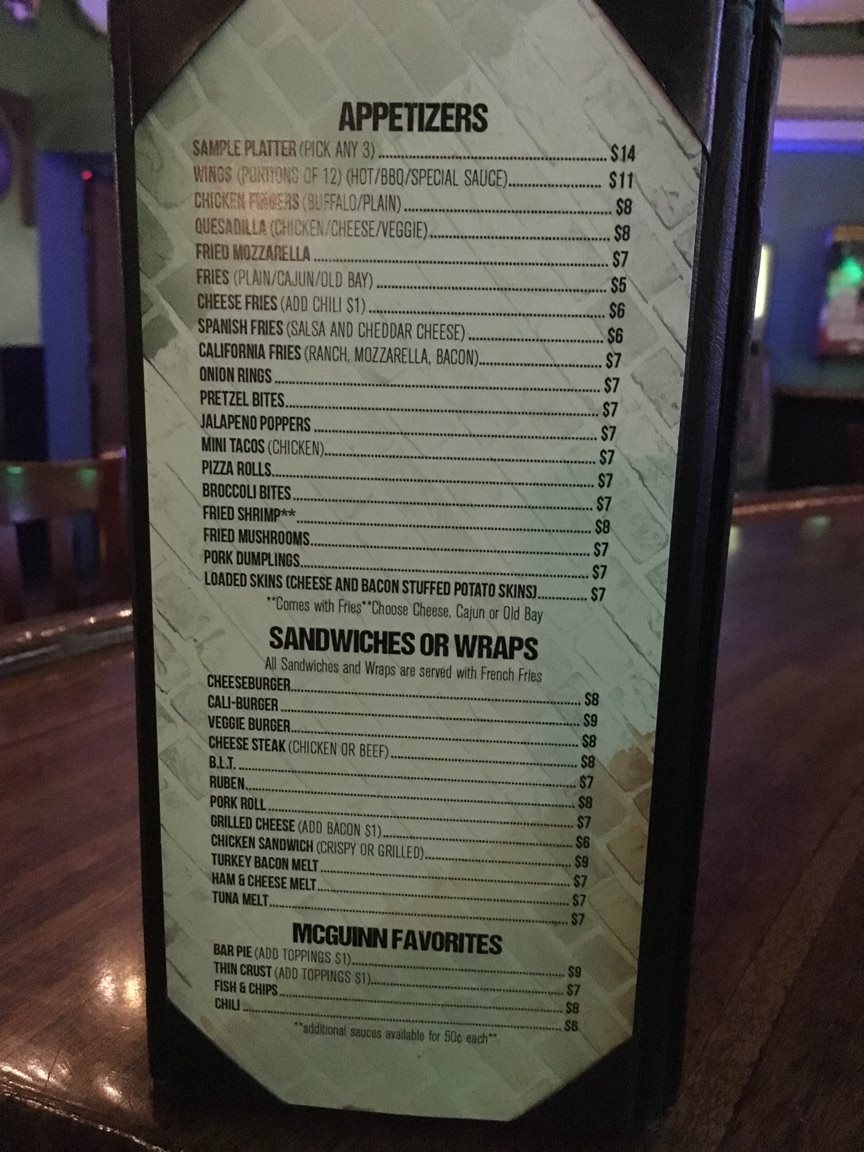 APPETIZERS
SAMPLE PLATTER (PICK ANY 3) $14
WINGS (PORTIONS OF 12) (HOT/BBQ/SPECIAL SAUCE) $11
CHICKEN FINGERS (BUFFALO/PLAIN) $8
QUESADILLA (CHICKEN/CHEESE/VEGGIE) $8
FRIED MOZZARELLA $7
FRIES (PLAIN/CAJUN/OLD BAY) $5
CHEESE FRIES (ADD CHILI $1) $6
SPANISH FRIES (SALSA AND CHEDDAR CHEESE) $6
CALIFORNIA FRIES (RANCH, MOZZARELLA, BACON) $7
ONION RINGS $7
PRETZEL BITES $7
JALAPENO POPPERS $7
MINI TACOS (CHICKEN) $7
PIZZA ROLLS $7
BROCCOLI BITES $7
FRIED SHRIMP** $8
FRIED MUSHROOMS $7
PORK DUMPLINGS $7
LOADED SKINS (CHEESE AND BACON STUFFED POTATO SKINS) $7
**Comes with Fries**Choose Cheese, Cajun or Old Bay
SANDWICHES OR WRAPS
All Sandwiches and Wraps are served with French Fries
CHEESEBURGER $8
CALI-BURGER $9
VEGGIE BURGER $8
CHEESE STEAK (CHICKEN OR BEEF) $8
B.L.T. $7
RUBEN $8
PORK ROLL $7
GRILLED CHEESE (ADD BACON $1) $6
CHICKEN SANDWICH (CRISPY OR GRILLED) $9
TURKEY BACON MELT $7
HAM & CHEESE MELT $7
TUNA MELT $7
MCGUINN FAVORITES
BAR PIE (ADD TOPPINGS $1) $9
THIN CRUST (ADD TOPPINGS $1) $7
FISH & CHIPS $8
CHILI $6
**additional sauces available for 50¢ each**